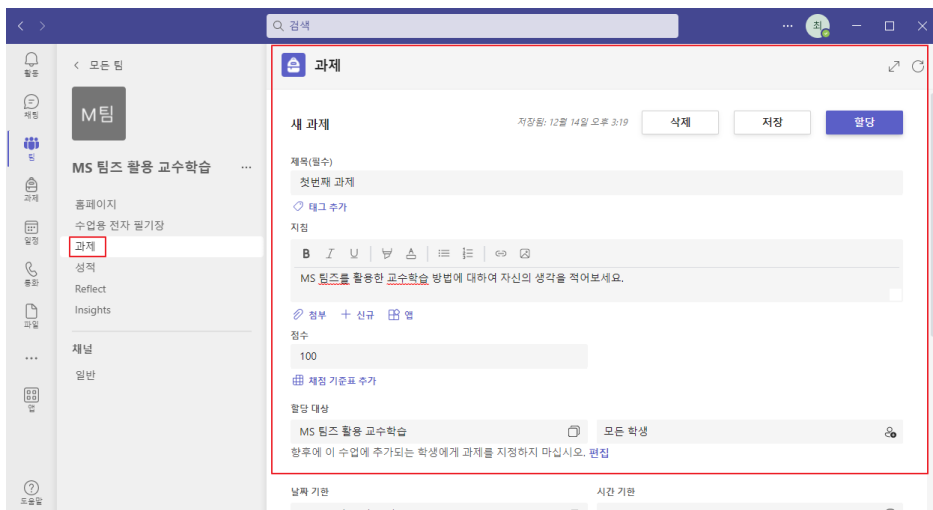 검색
최
활동
채팅
팀
과제
일정
통화
파일
앱
도움말
모든 팀
M팀
MS 팀즈 활용 교수학습
홈페이지
수업용 전자 필기장
과제
성적
Reflect
Insights
채널
일반
과제
새 과제
저장됨: 12월 14일 오후 3:19
삭제
저장
할당
제목(필수)
첫번째 과제
태그 추가
지침
B I U A
MS 팀즈를 활용한 교수학습 방법에 대하여 자신의 생각을 적어보세요.
첨부 신규 앱
점수
100
채점 기준표 추가
할당 대상
MS 팀즈 활용 교수학습 모든 학생
향후에 이 수업에 추가되는 학생에게 과제를 지정하지 마십시오. 편집
날짜 기한 시간 기한